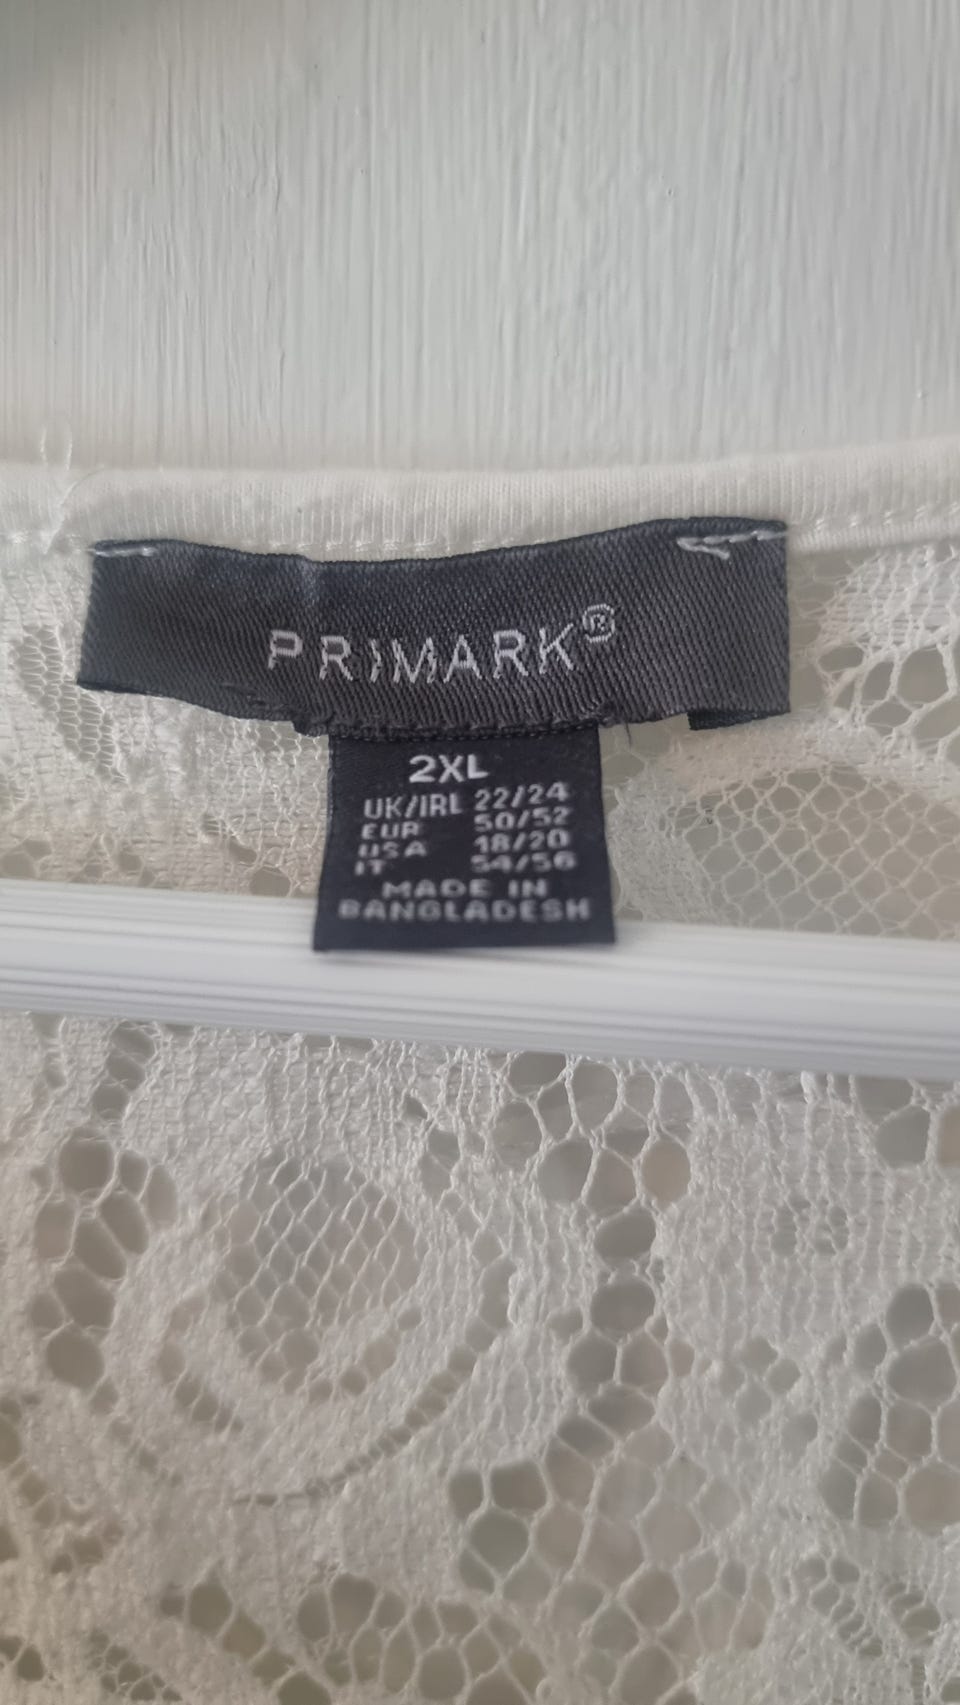 PRIMARK®
2XL
UK/IRL 22/24
EUR 50/52
USA 18/20
IT 54/56
MADE IN
BANGLADESH